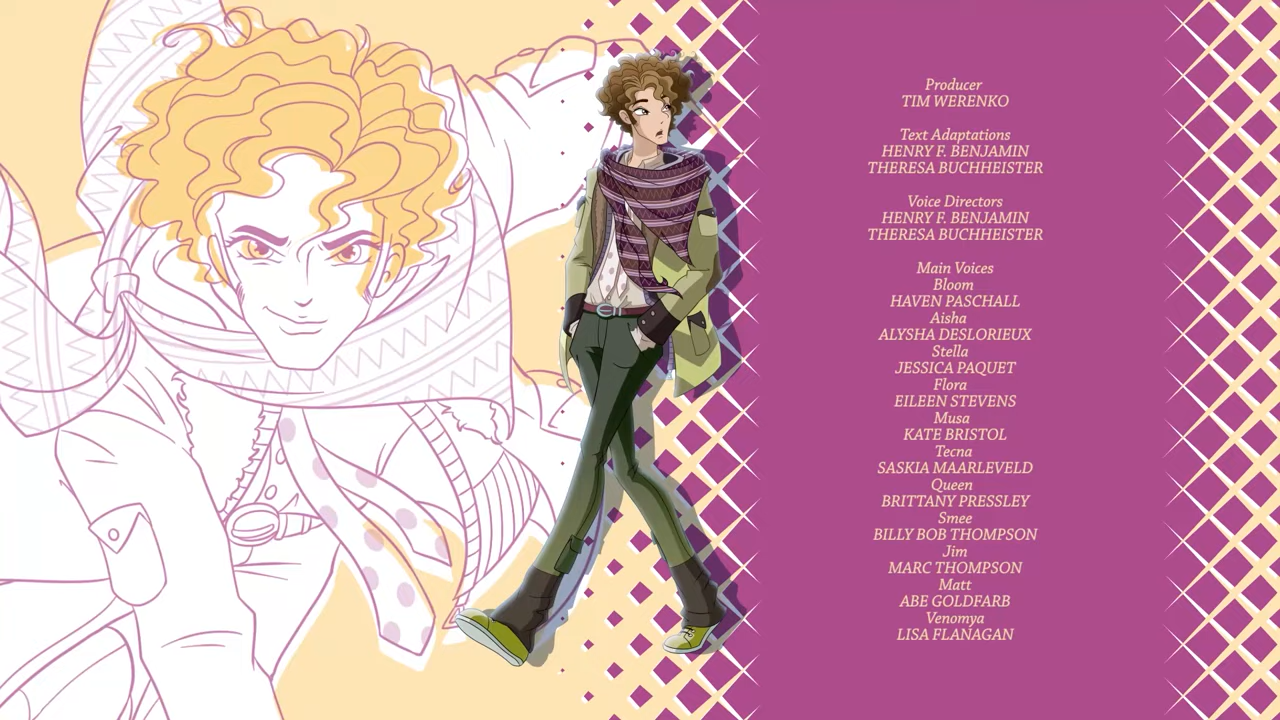 Producer
TIM WERENKO
Text Adaptations
HENRY F. BENJAMIN
THERESA BUCHHEISTER
Voice Directors
HENRY F. BENJAMIN
THERESA BUCHHEISTER
Main Voices
Bloom
HAVEN PASCHALL
Aisha
ALYSHA DESLORIEUX
Stella
JESSICA PAQUET
Flora
EILEEN STEVENS
Musa
KATE BRISTOL
Tecna
SASKIA MAARLEVELD
Queen
BRITTANY PRESSLEY
Smee
BILLY BOB THOMPSON
Jim
MARC THOMPSON
Matt
ABE GOLDFARB
Venomya
LISA FLANAGAN